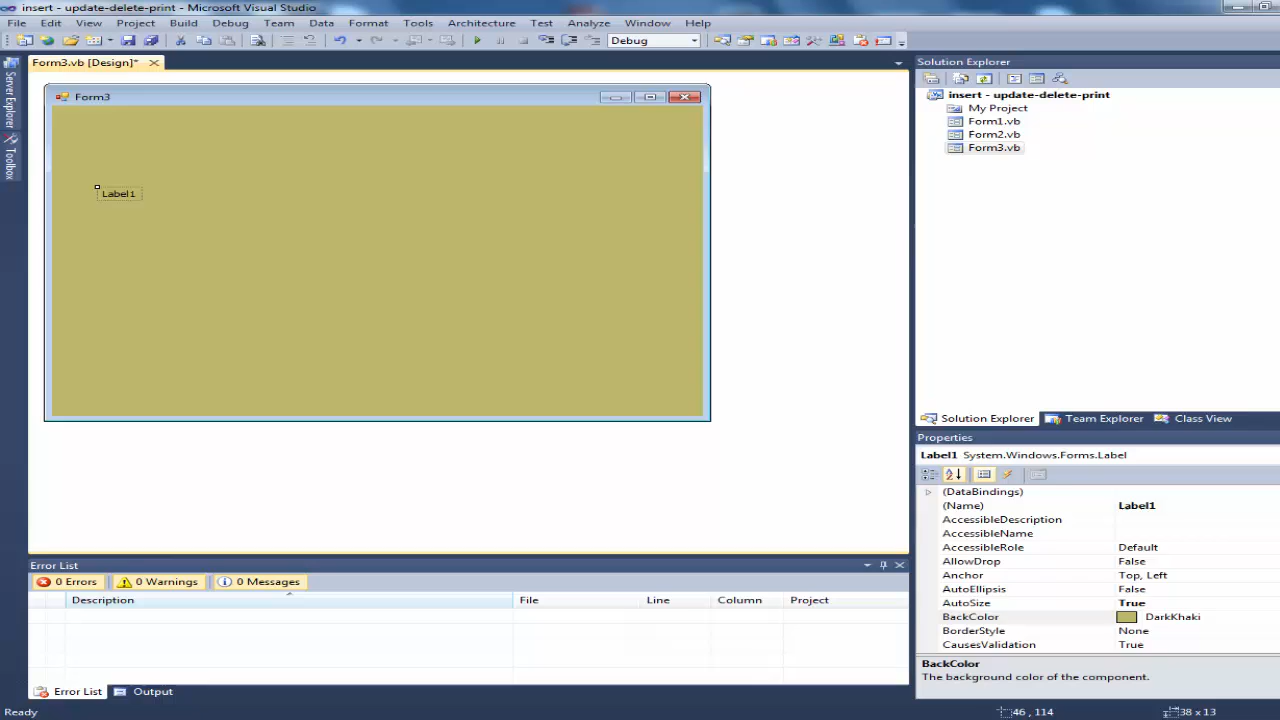 insert - update-delete-print - Microsoft Visual Studio
File Edit View Project Build Debug Team Data Format Tools Architecture Test Analyze Window Help
Debug
Form3.vb [Design]*
Server Explorer
Toolbox
Form3
Label1
Solution Explorer
insert - update-delete-print
My Project
Form1.vb
Form2.vb
Form3.vb
Solution Explorer Team Explorer Class View
Properties
Label1 System.Windows.Forms.Label
(DataBindings)
(Name) Label1
AccessibleDescription
AccessibleName
AccessibleRole Default
AllowDrop False
Anchor Top, Left
AutoEllipsis False
AutoSize True
BackColor DarkKhaki
BorderStyle None
CausesValidation True
BackColor
The background color of the component.
Error List
0 Errors 0 Warnings 0 Messages
Description File Line Column Project
Error List Output
Ready 46 , 114 38 x 13